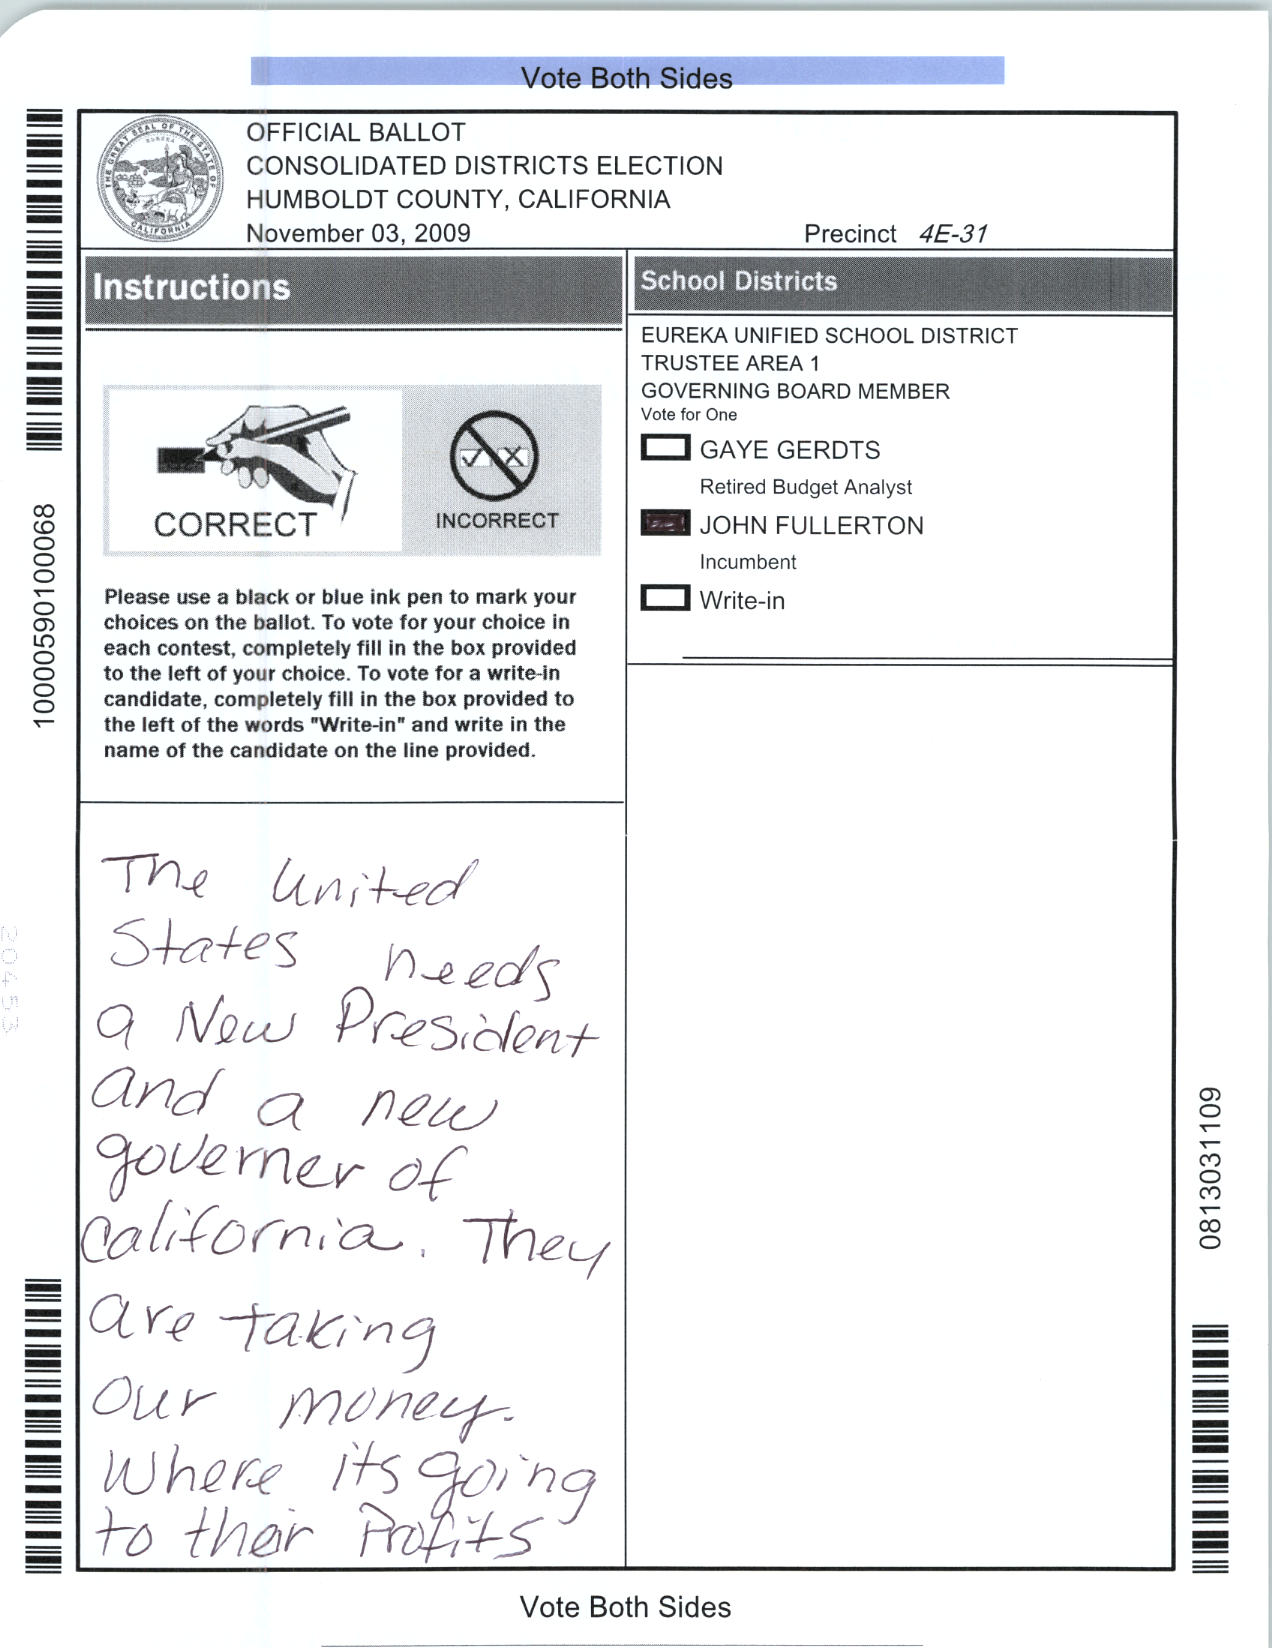 Vote Both Sides
OFFICIAL BALLOT
CONSOLIDATED DISTRICTS ELECTION
HUMBOLDT COUNTY, CALIFORNIA
November 03, 2009
Precinct 4E-31
THE GREAT SEAL OF THE STATE OF CALIFORNIA
EUREKA
Instructions
CORRECT
INCORRECT
Please use a black or blue ink pen to mark your
choices on the ballot. To vote for your choice in
each contest, completely fill in the box provided
to the left of your choice. To vote for a write-in
candidate, completely fill in the box provided to
the left of the words "Write-in" and write in the
name of the candidate on the line provided.
The United
States needs
a New President
and a new
governer of
California. They
are taking
our money.
Where its going
to their Profits
School Districts
EUREKA UNIFIED SCHOOL DISTRICT
TRUSTEE AREA 1
GOVERNING BOARD MEMBER
Vote for One
GAYE GERDTS
Retired Budget Analyst
JOHN FULLERTON
Incumbent
Write-in
10000590100068
20453
0813031109
Vote Both Sides